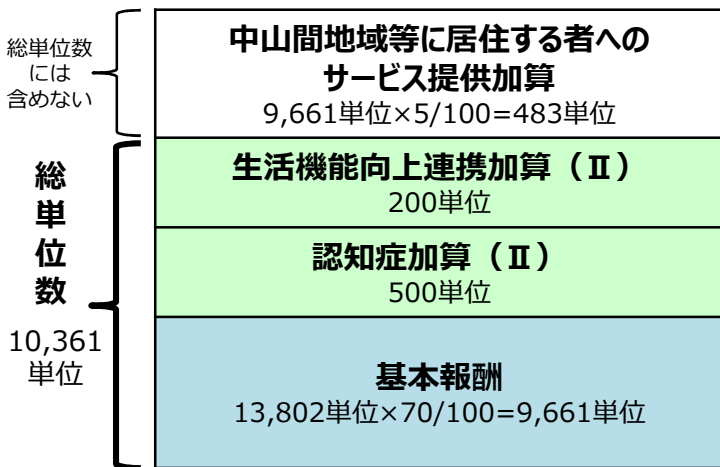 総単位数
には
含めない
中山間地域等に居住する者への
サービス提供加算
9,661単位×5/100=483単位
総
単
位
数
10,361
単位
生活機能向上連携加算（Ⅱ）
200単位
認知症加算（Ⅱ）
500単位
基本報酬
13,802単位×70/100=9,661単位